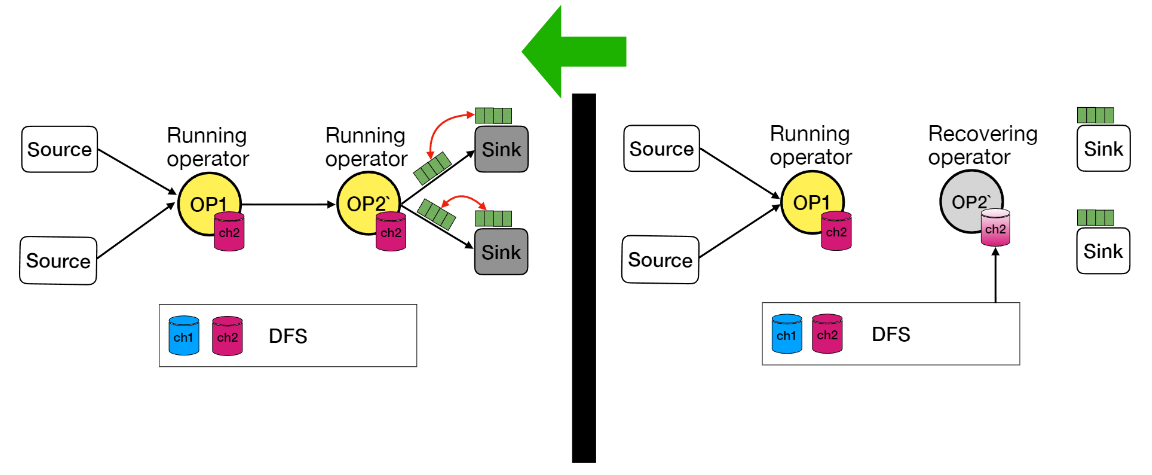 Running
operator
Running
operator
Source
Sink
OP1
OP2`
ch2
ch2
Source
Sink
ch1
ch2
DFS
Running
operator
Recovering
operator
Source
Sink
OP1
OP2`
ch2
ch2
Source
Sink
ch1
ch2
DFS